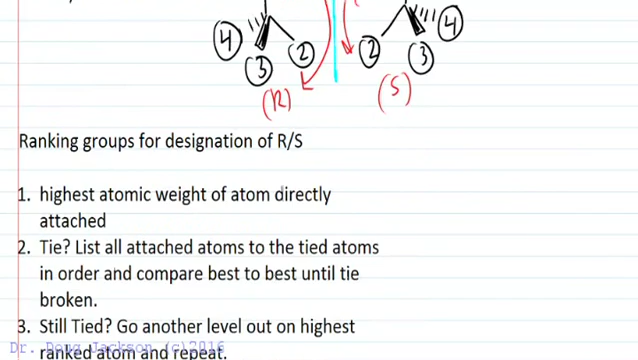 4 3 2 2 3 4
(R) (S)
Ranking groups for designation of R/S
1. highest atomic weight of atom directly
attached
2. Tie? List all attached atoms to the tied atoms
in order and compare best to best until tie
broken.
3. Still Tied? Go another level out on highest
ranked atom and repeat.
Dr. Doug Jackson (c)2016